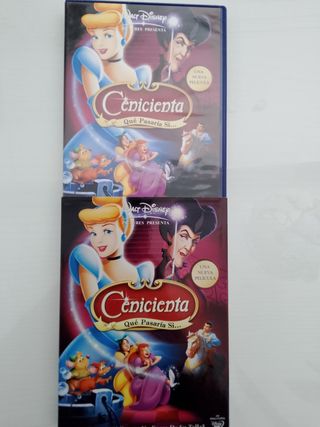 WALT DISNEY
PRESENTA
UNA
NUEVA
PELÍCULA
Cenicienta
Qué Pasaría Si...
WALT DISNEY
PRESENTA
UNA
NUEVA
PELÍCULA
Cenicienta
Qué Pasaría Si...
DVD